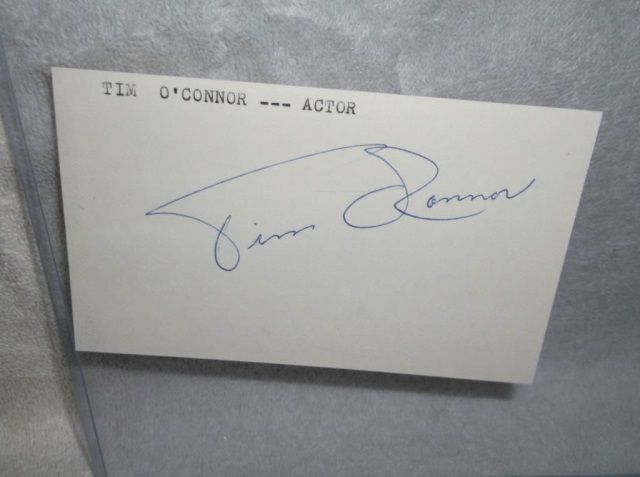 TIM O'CONNOR --- ACTOR
Tim O'Connor